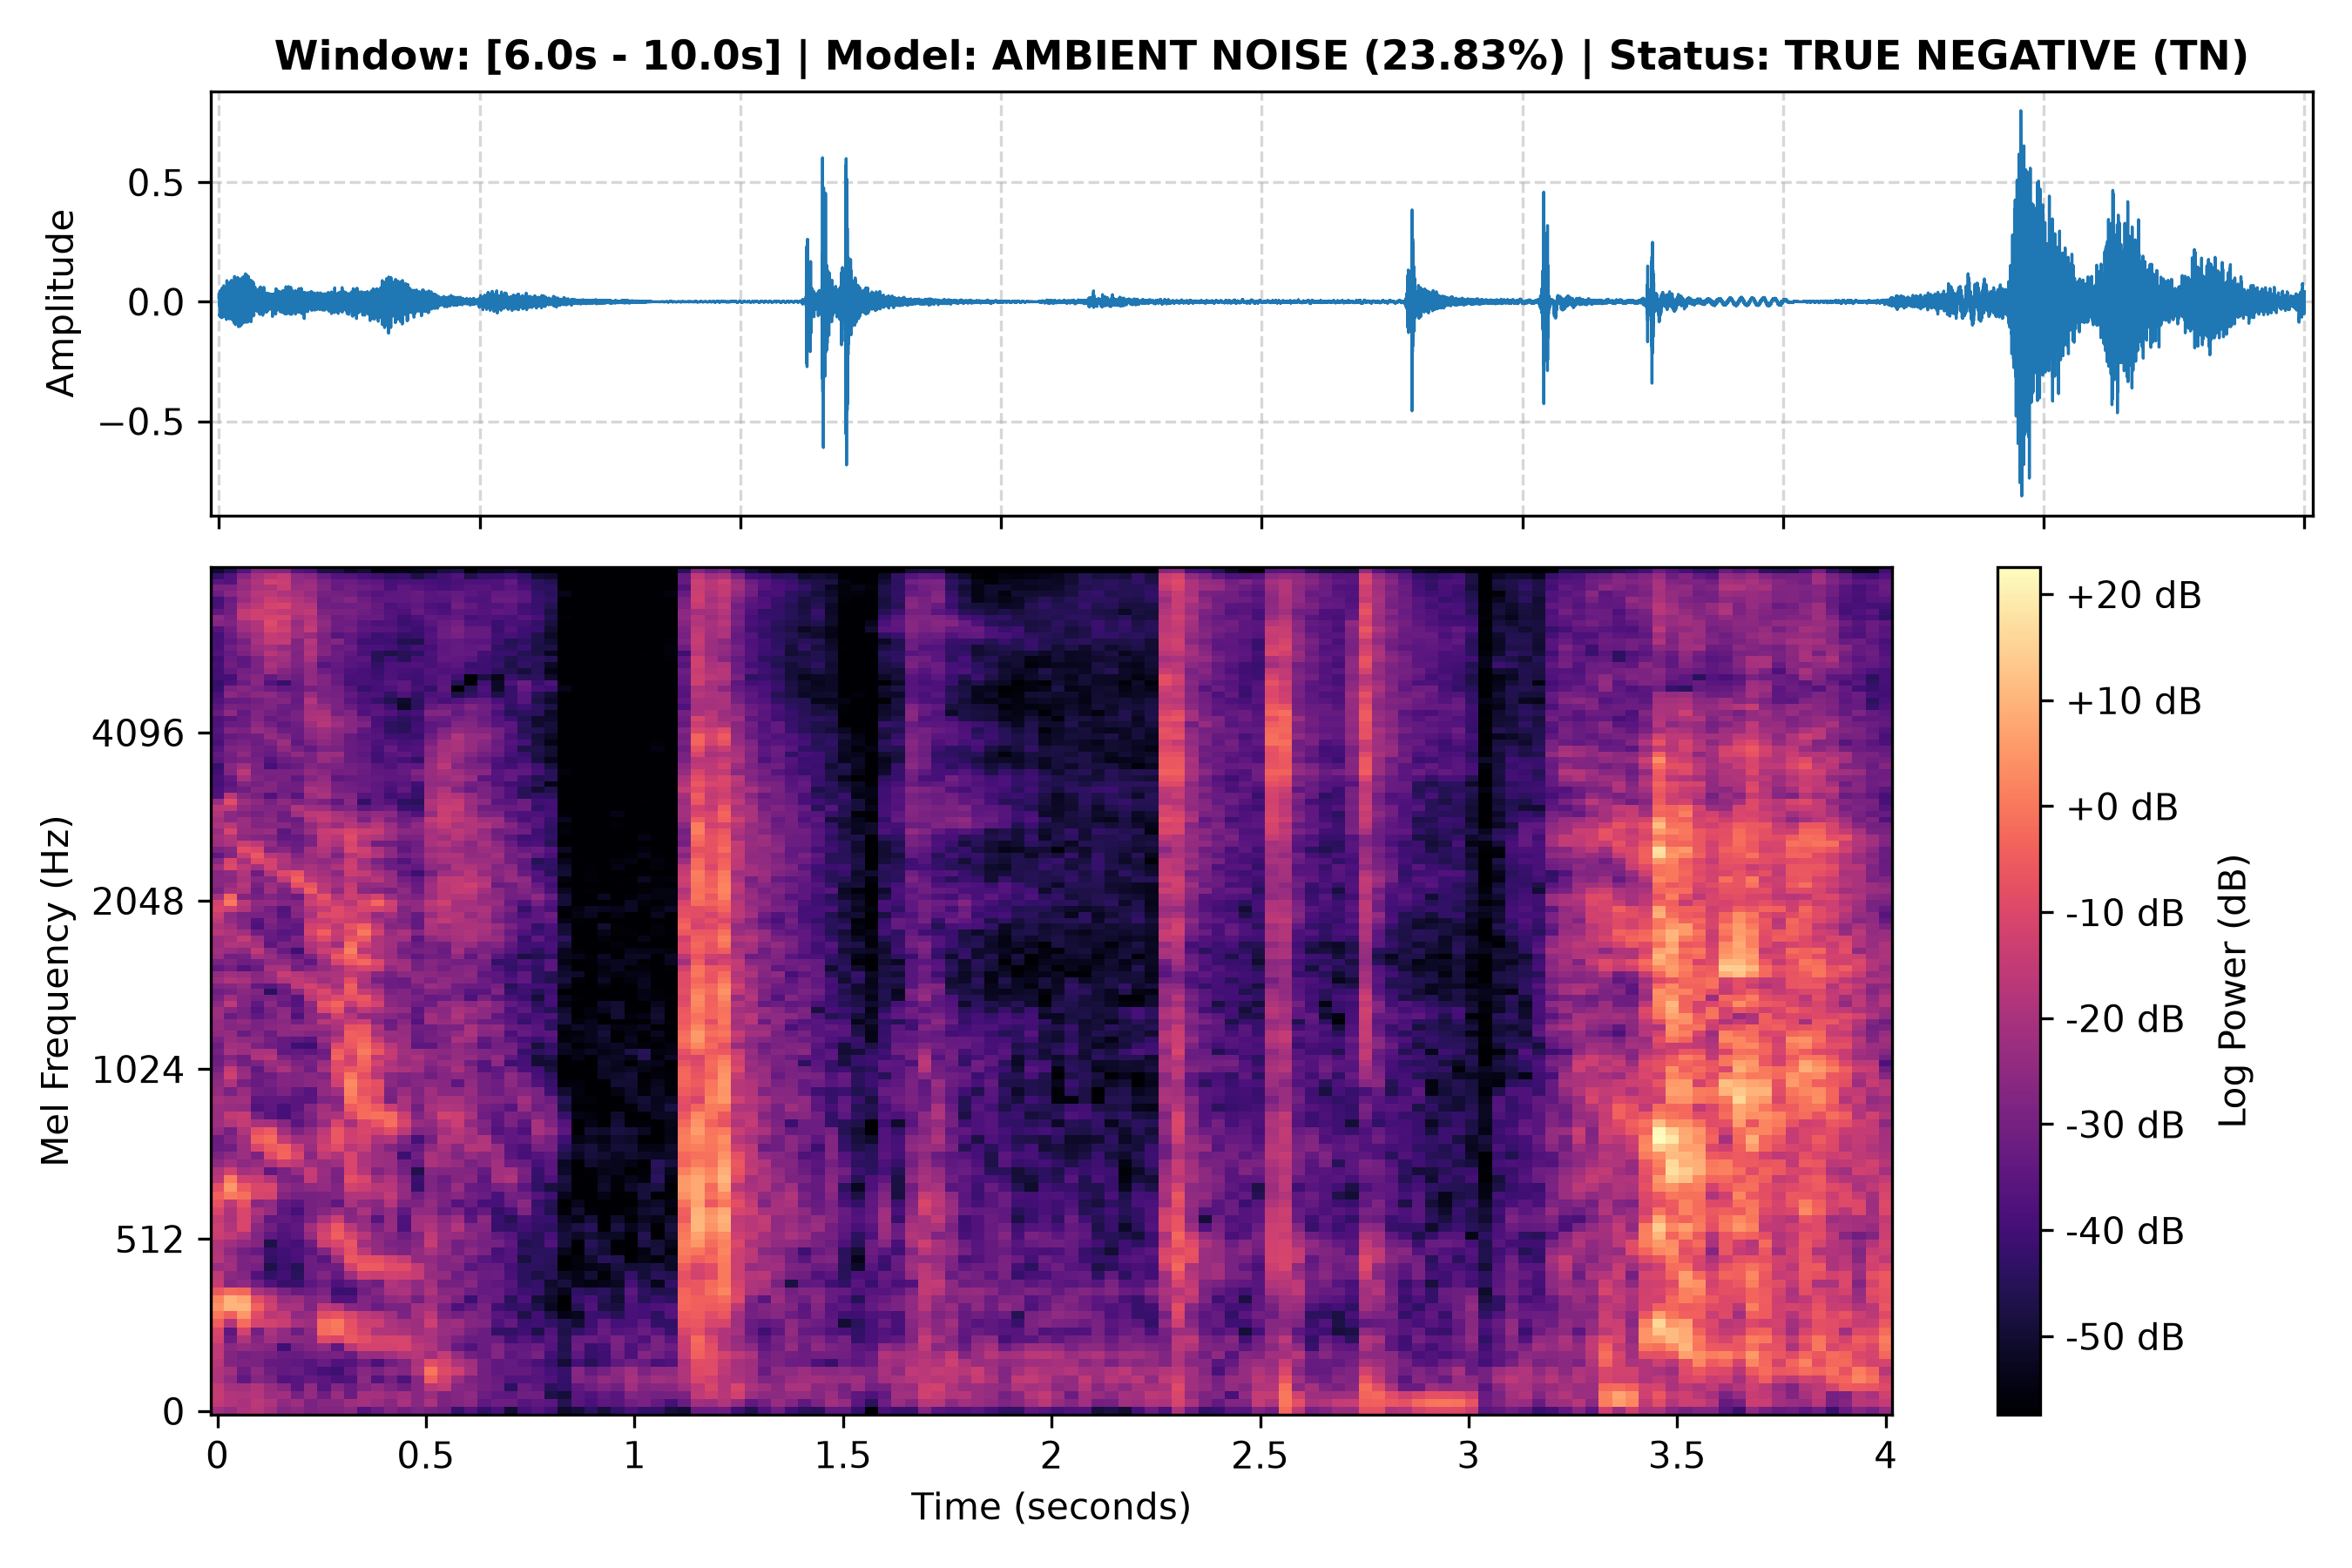 Window: [6.0s - 10.0s] | Model: AMBIENT NOISE (23.83%) | Status: TRUE NEGATIVE (TN)
Amplitude
0.5
0.0
−0.5
Mel Frequency (Hz)
4096
2048
1024
512
0
0 0.5 1 1.5 2 2.5 3 3.5 4
Time (seconds)
+20 dB
+10 dB
+0 dB
-10 dB
-20 dB
-30 dB
-40 dB
-50 dB
Log Power (dB)